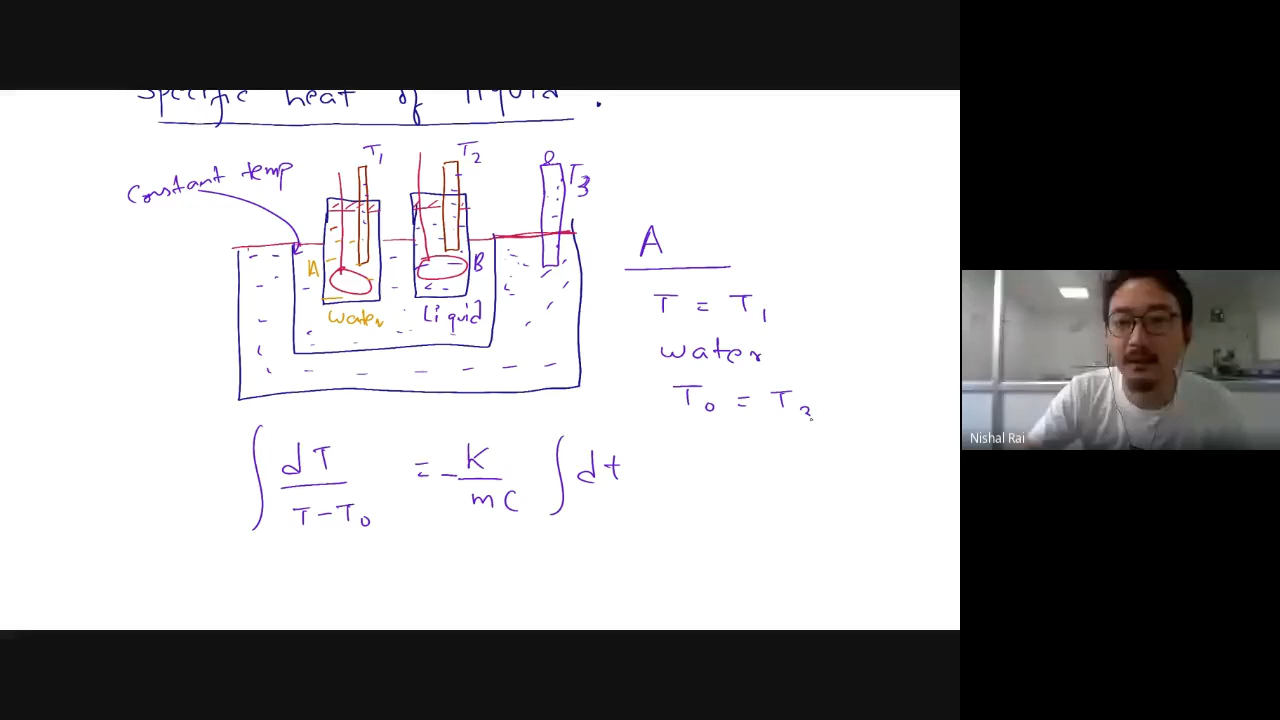 Specific heat of liquid.
Constant temp
T1
T2
T3
A
B
water
Liquid
A
T = T1
water
T0 = T3
∫ dT / T-T0 = -K / mC ∫ dt
Nishal Rai